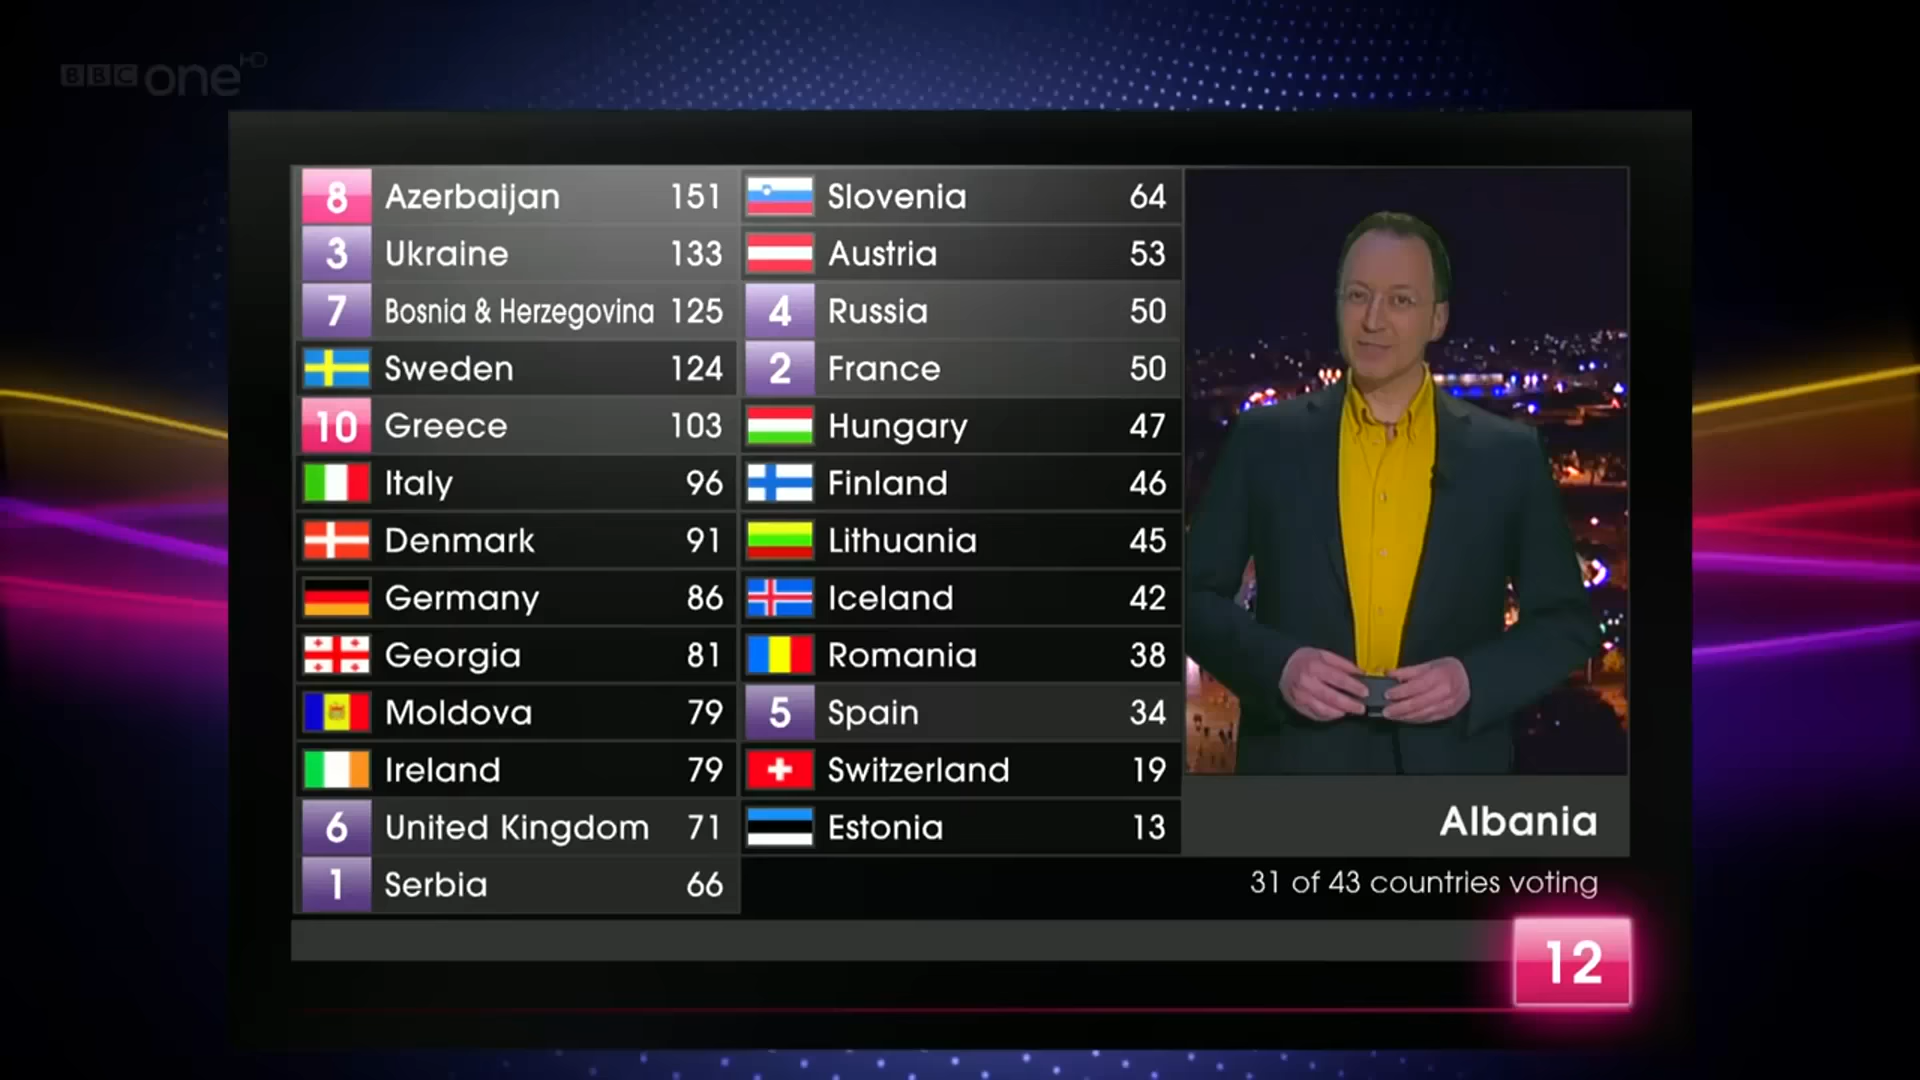 BBC one HD
8 Azerbaijan 151
3 Ukraine 133
7 Bosnia & Herzegovina 125
Sweden 124
10 Greece 103
Italy 96
Denmark 91
Germany 86
Georgia 81
Moldova 79
Ireland 79
6 United Kingdom 71
1 Serbia 66
Slovenia 64
Austria 53
4 Russia 50
2 France 50
Hungary 47
Finland 46
Lithuania 45
Iceland 42
Romania 38
5 Spain 34
Switzerland 19
Estonia 13
Albania
31 of 43 countries voting
12